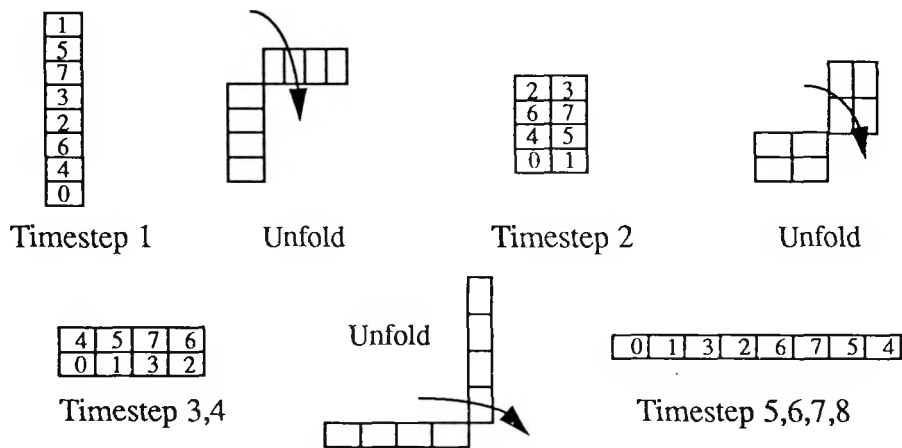 1
5
7
3
2
6
4
0
Timestep 1
Unfold
2 3
6 7
4 5
0 1
Timestep 2
Unfold
4 5 7 6
0 1 3 2
Timestep 3,4
Unfold
0 1 3 2 6 7 5 4
Timestep 5,6,7,8